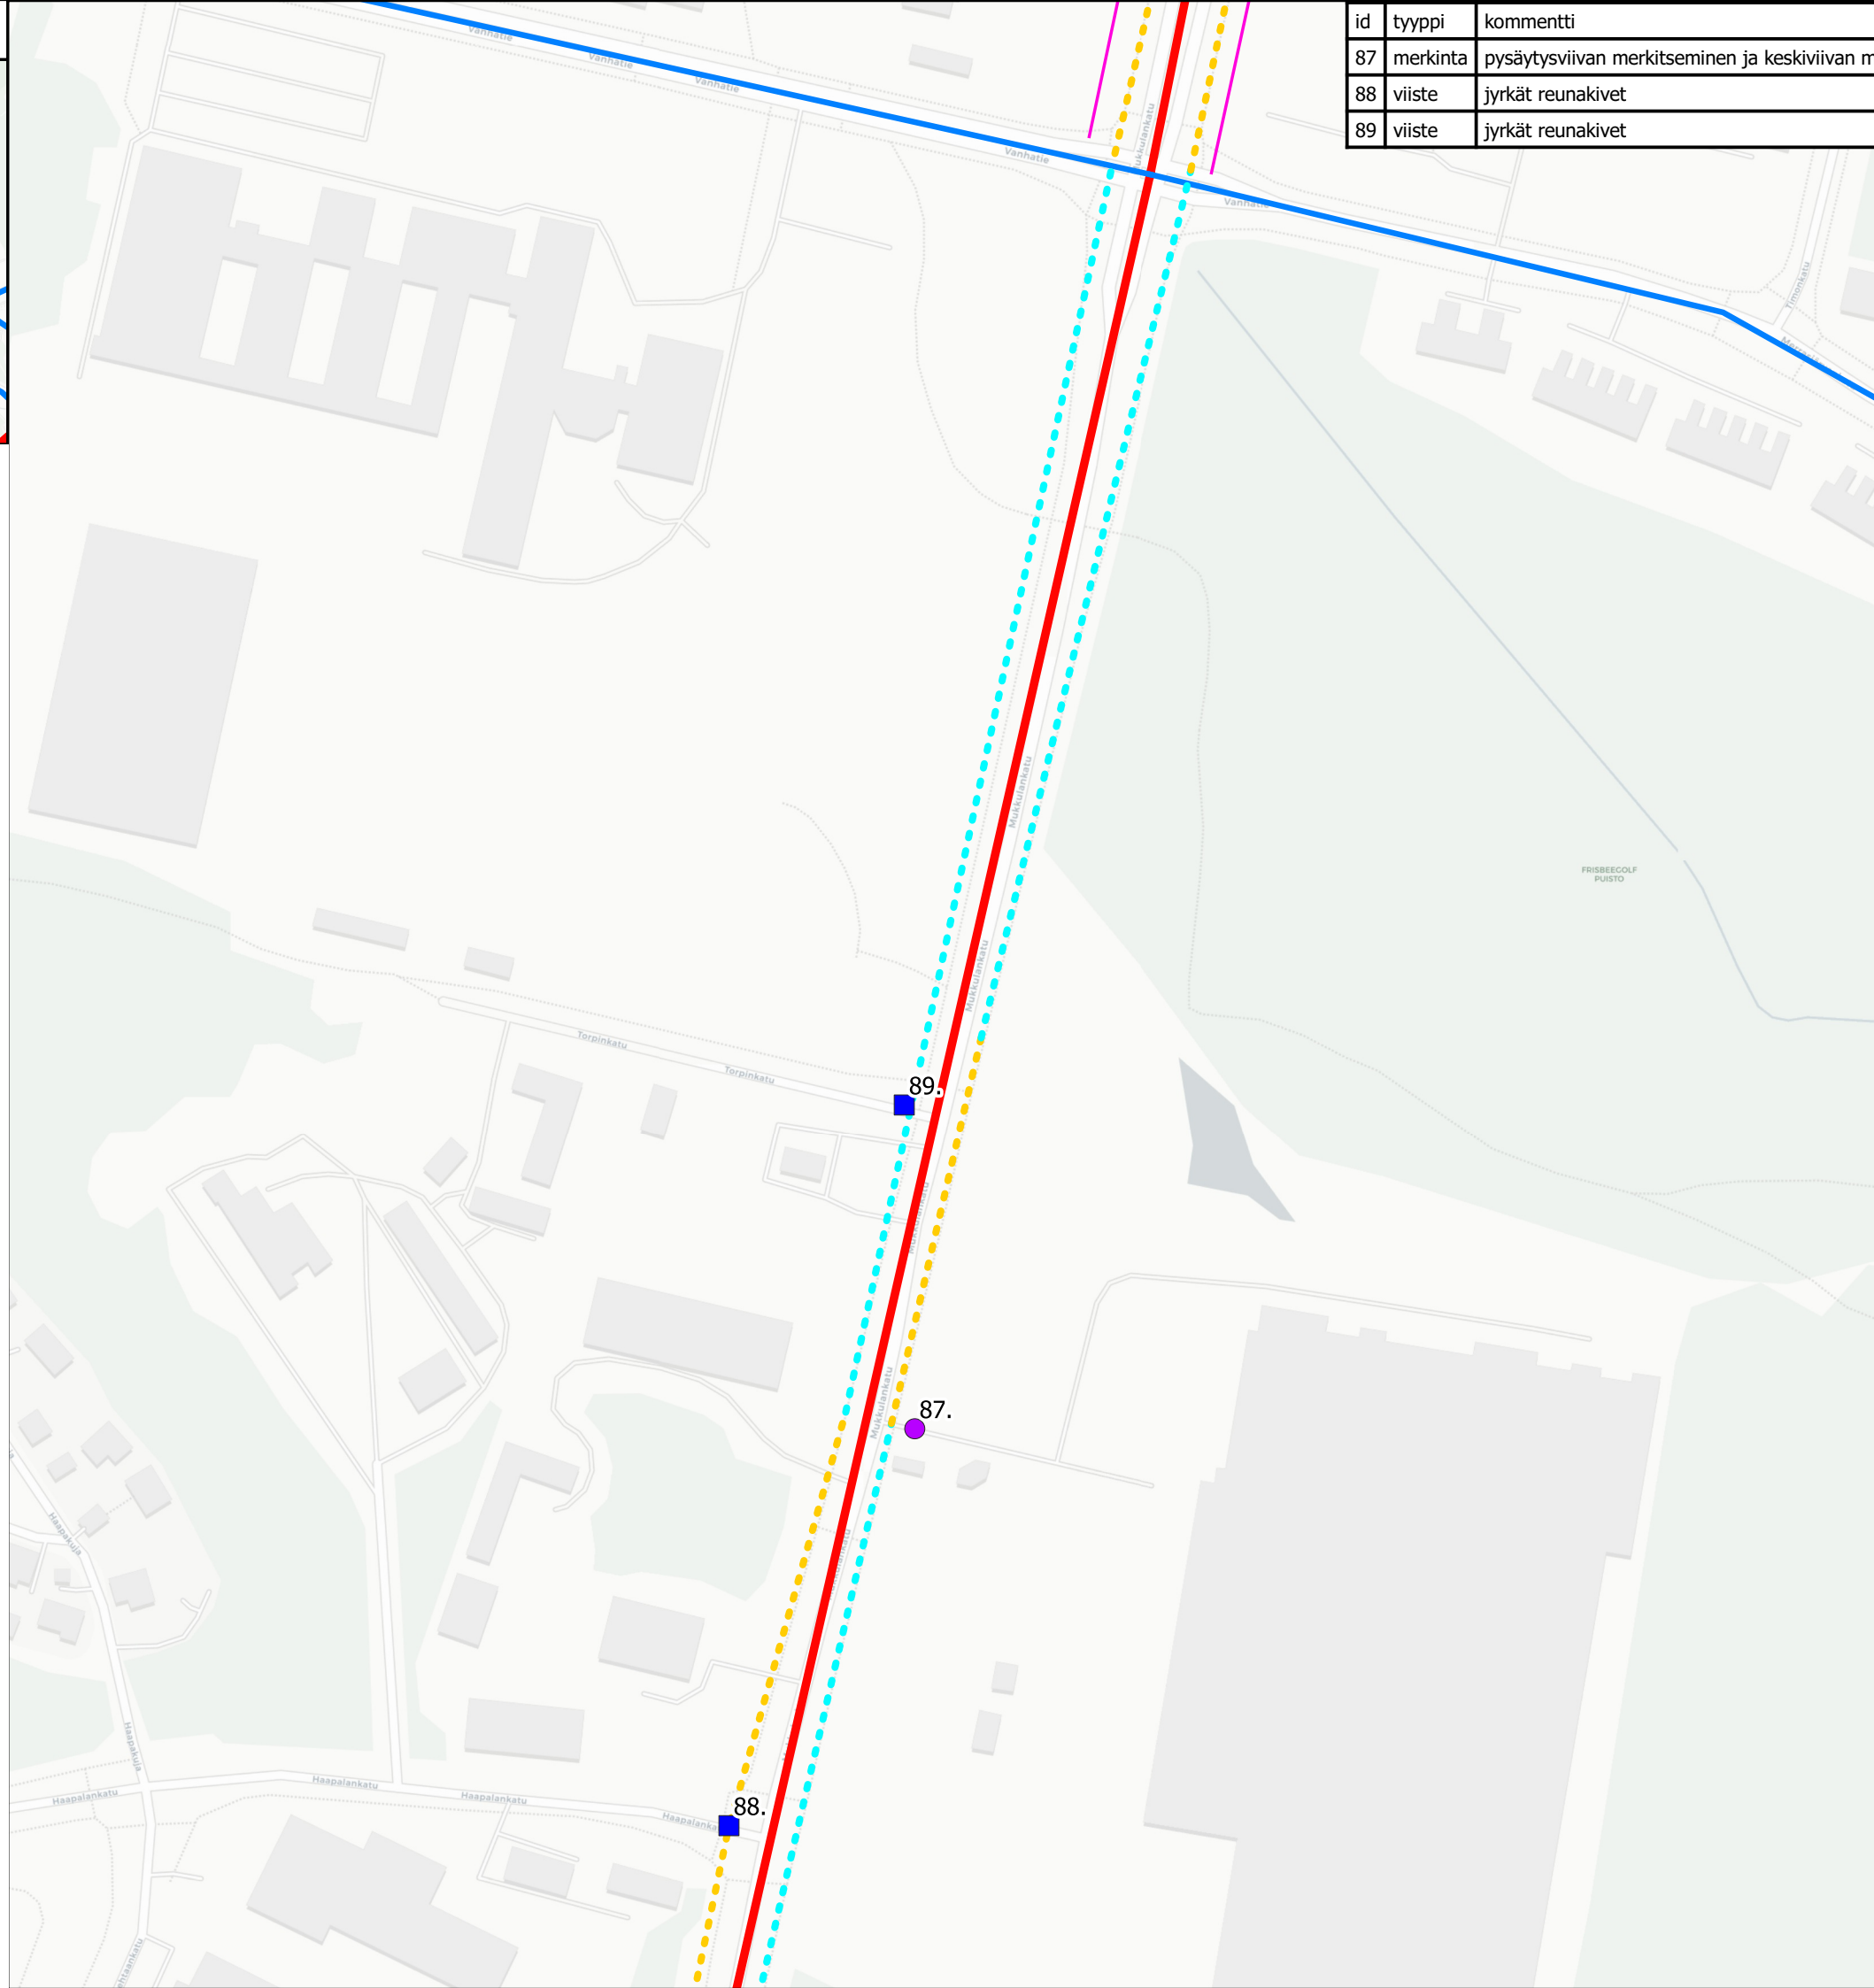 id tyyppi kommentti
87 merkinta pysäytysviivan merkitseminen ja keskiviivan m
88 viiste jyrkät reunakivet
89 viiste jyrkät reunakivet
Vanhatie
Vanhatie
Vanhatie
Vanhatie
Vanhatie
Timonkatu
Mukkulankatu
Mukkulankatu
FRISBEEGOLF
PUISTO
Torpinkatu
Torpinkatu
89.
87.
Mukkulankatu
Haapakuja
Haapakuja
Haapalankatu
Haapalankatu
Haapalankatu
88.